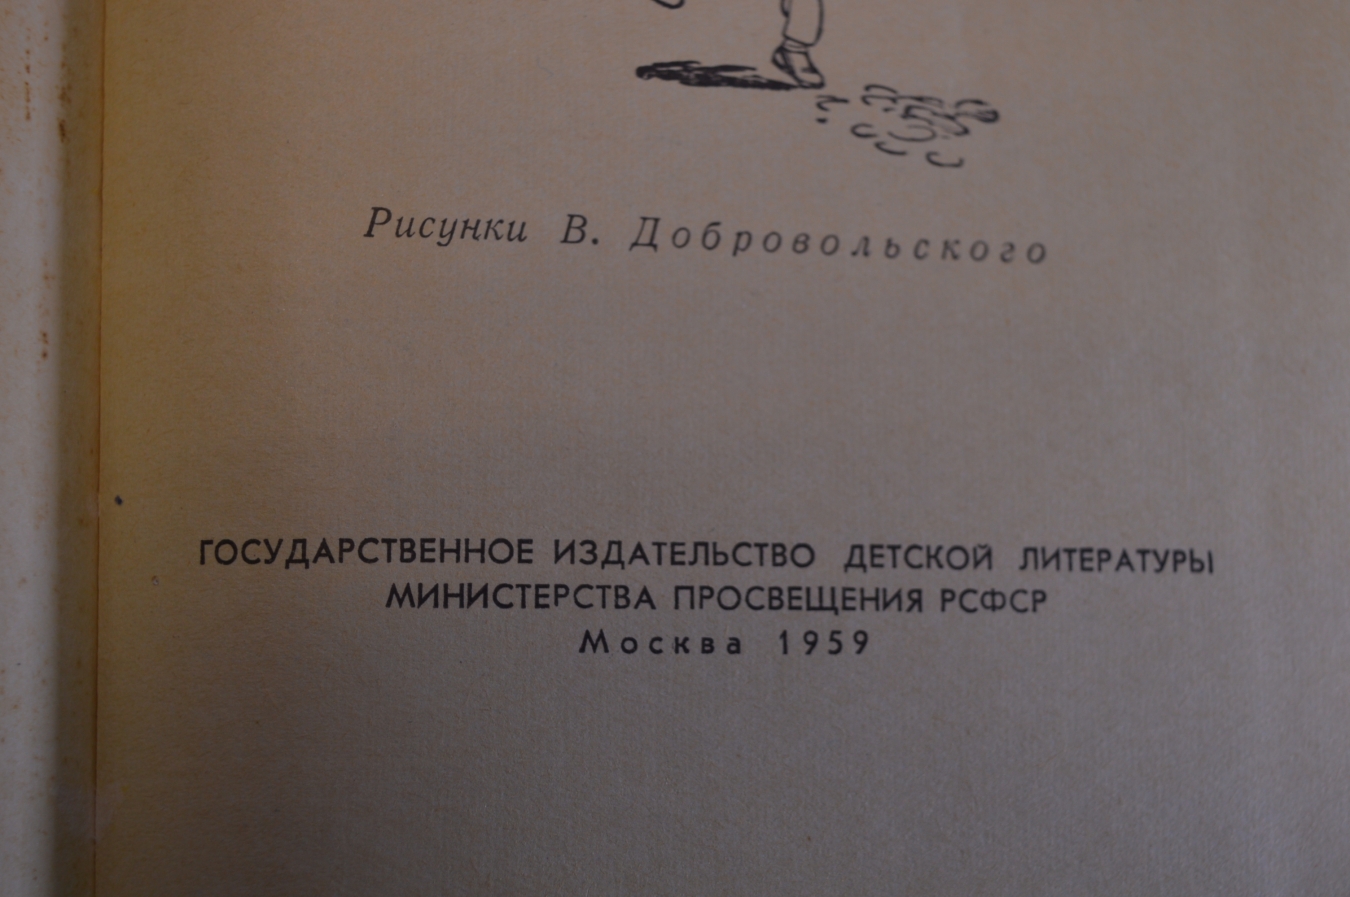 Рисунки В. Добровольского
ГОСУДАРСТВЕННОЕ ИЗДАТЕЛЬСТВО ДЕТСКОЙ ЛИТЕРАТУРЫ
МИНИСТЕРСТВА ПРОСВЕЩЕНИЯ РСФСР
Москва 1959